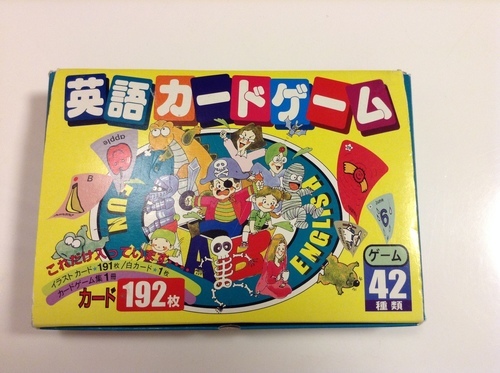 英語カードゲーム
apple
B
6
FUN
ENGLISH
これだけ入ってります
イラストカード=191枚/白カード=1枚
カードゲーム集1冊
カード192枚
ゲーム
42
種類